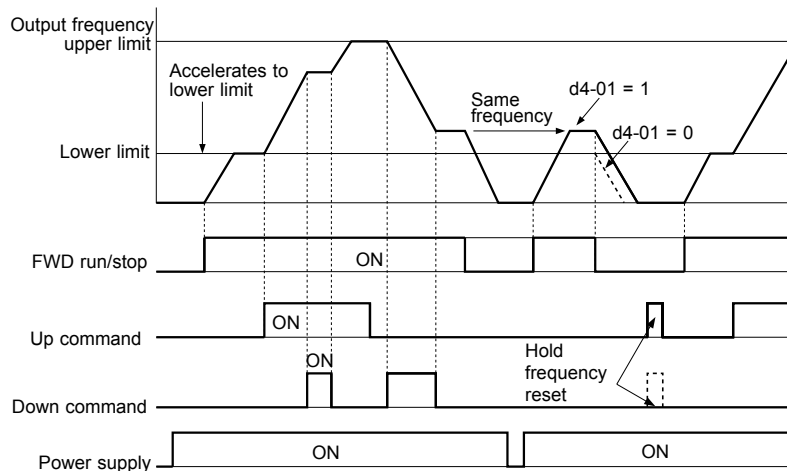 Output frequency
upper limit
Accelerates to
lower limit
Same
frequency
d4-01 = 1
d4-01 = 0
Lower limit
FWD run/stop
ON
Up command
ON
ON
Hold
frequency
reset
Down command
Power supply
ON
ON